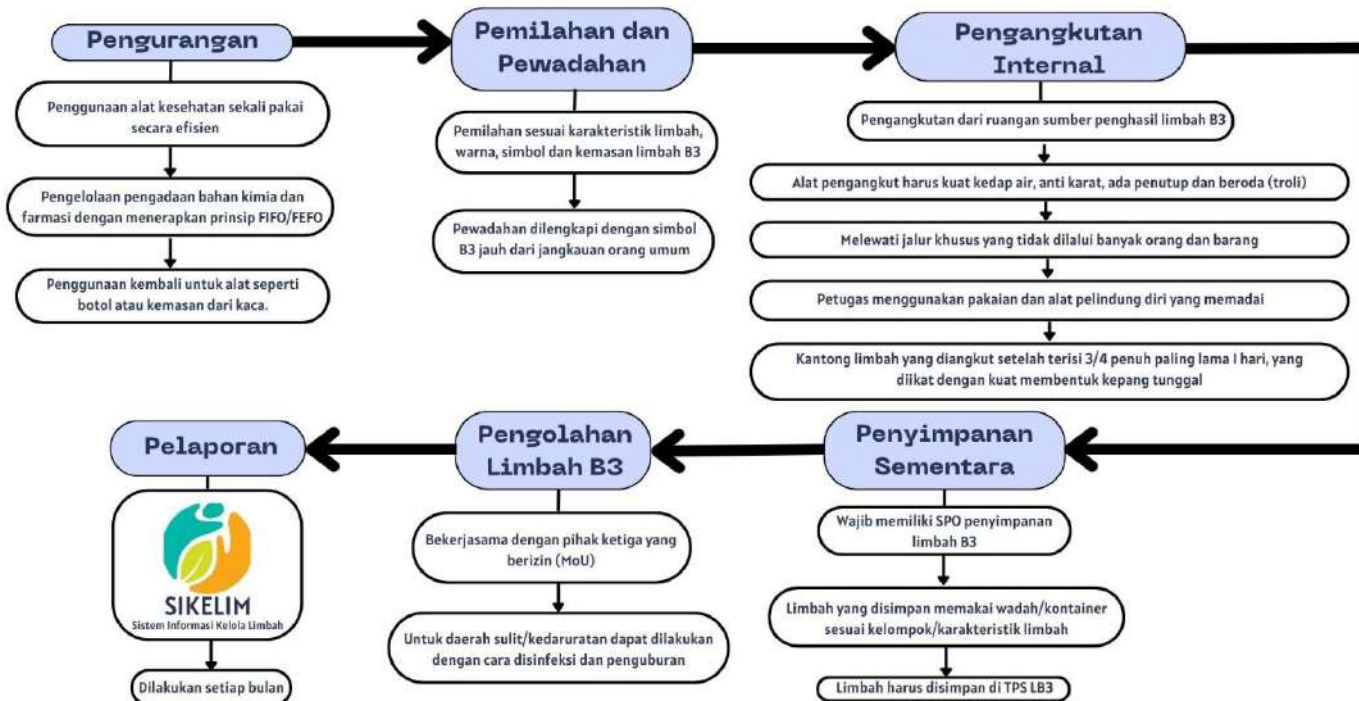 Pengurangan
Penggunaan alat kesehatan sekali pakai
secara efisien
Pengelolaan pengadaan bahan kimia dan
farmasi dengan menerapkan prinsip FIFO/FEFO
Penggunaan kembali untuk alat seperti
botol atau kemasan dari kaca.
Pemilahan dan
Pewadahan
Pemilahan sesuai karakteristik limbah,
warna, simbol dan kemasan limbah B3
Pewadahan dilengkapi dengan simbol
B3 jauh dari jangkauan orang umum
Pengangkutan
Internal
Pengangkutan dari ruangan sumber penghasil limbah B3
Alat pengangkut harus kuat kedap air, anti karat, ada penutup dan beroda (troli)
Melewati jalur khusus yang tidak dilalui banyak orang dan barang
Petugas menggunakan pakaian dan alat pelindung diri yang memadai
Kantong limbah yang diangkut setelah terisi 3/4 penuh paling lama I hari, yang
diikat dengan kuat membentuk kepang tunggal
Penyimpanan
Sementara
Wajib memiliki SPO penyimpanan
limbah B3
Limbah yang disimpan memakai wadah/kontainer
sesuai kelompok/karakteristik limbah
Limbah harus disimpan di TPS LB3
Pengolahan
Limbah B3
Bekerjasama dengan pihak ketiga yang
berizin (MoU)
Untuk daerah sulit/kedaruratan dapat dilakukan
dengan cara disinfeksi dan penguburan
Pelaporan
SIKELIM
Sistem Informasi Kelola Limbah
Dilakukan setiap bulan